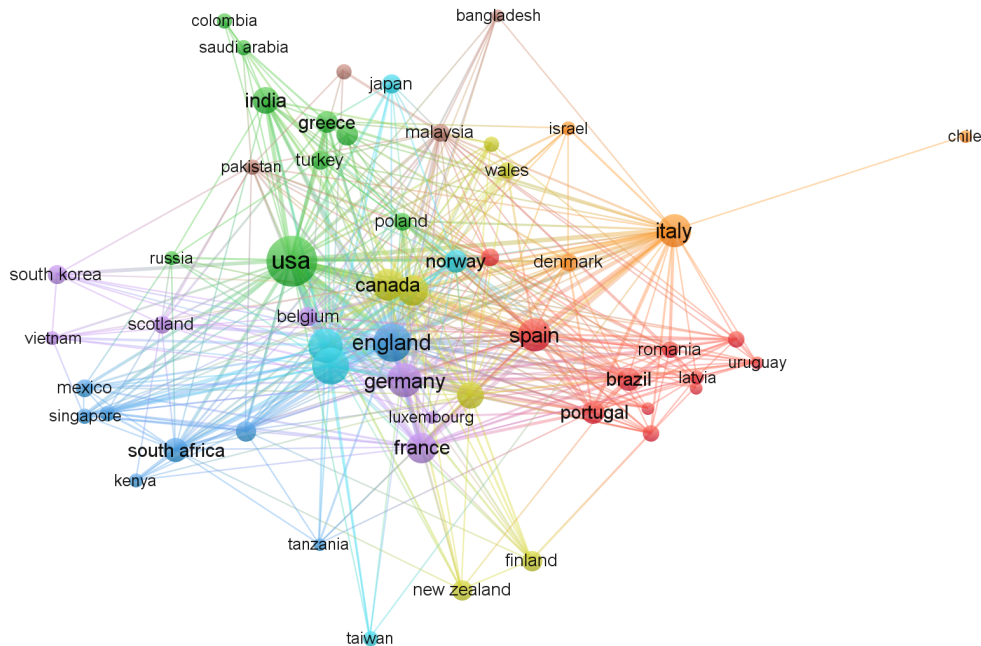 colombia
bangladesh
saudi arabia
japan
india
greece
malaysia
israel
chile
turkey
pakistan
wales
poland
italy
russia
usa
norway
denmark
south korea
canada
belgium
scotland
vietnam
england
spain
romania
uruguay
germany
brazil
latvia
mexico
singapore
luxembourg
portugal
south africa
france
kenya
tanzania
finland
new zealand
taiwan